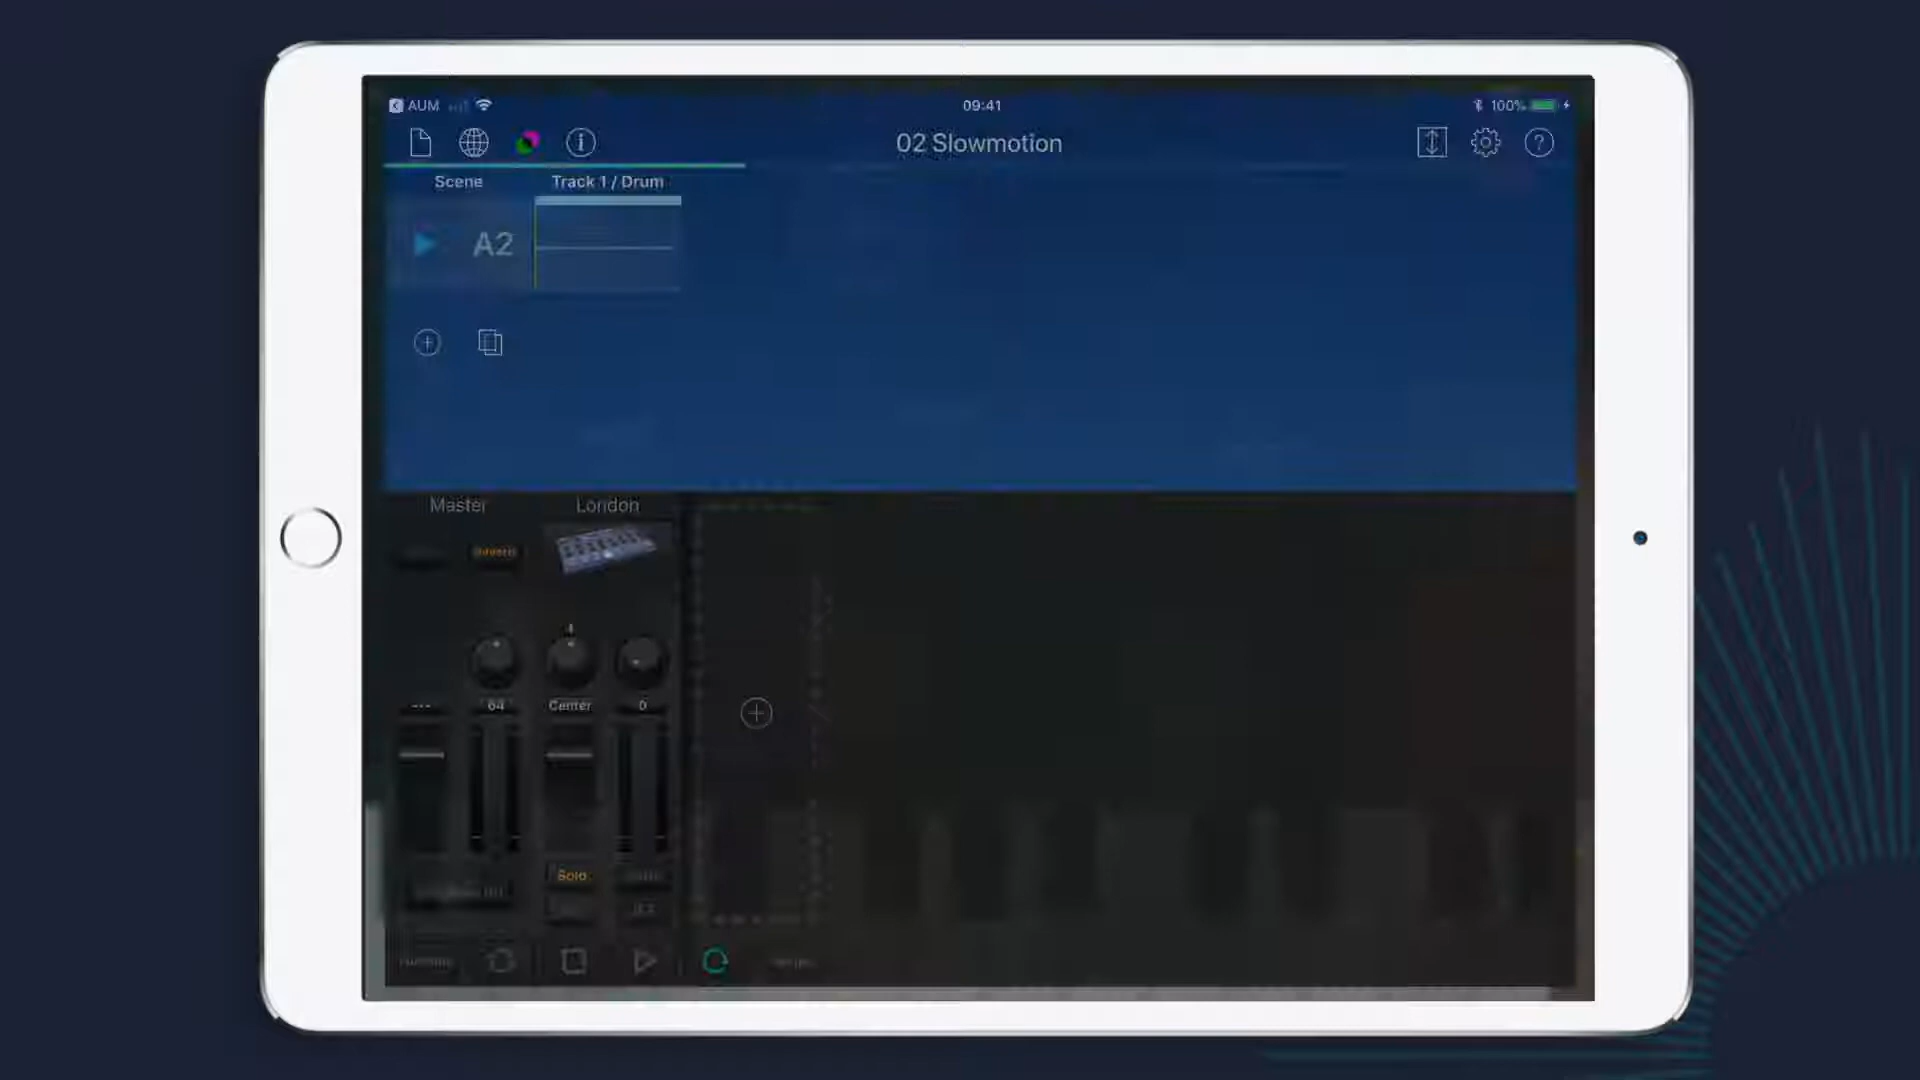 AUM
09:41
100%
02 Slowmotion
Scene
Track 1 / Drum
A2
Master
London
64
Center
0
Solo